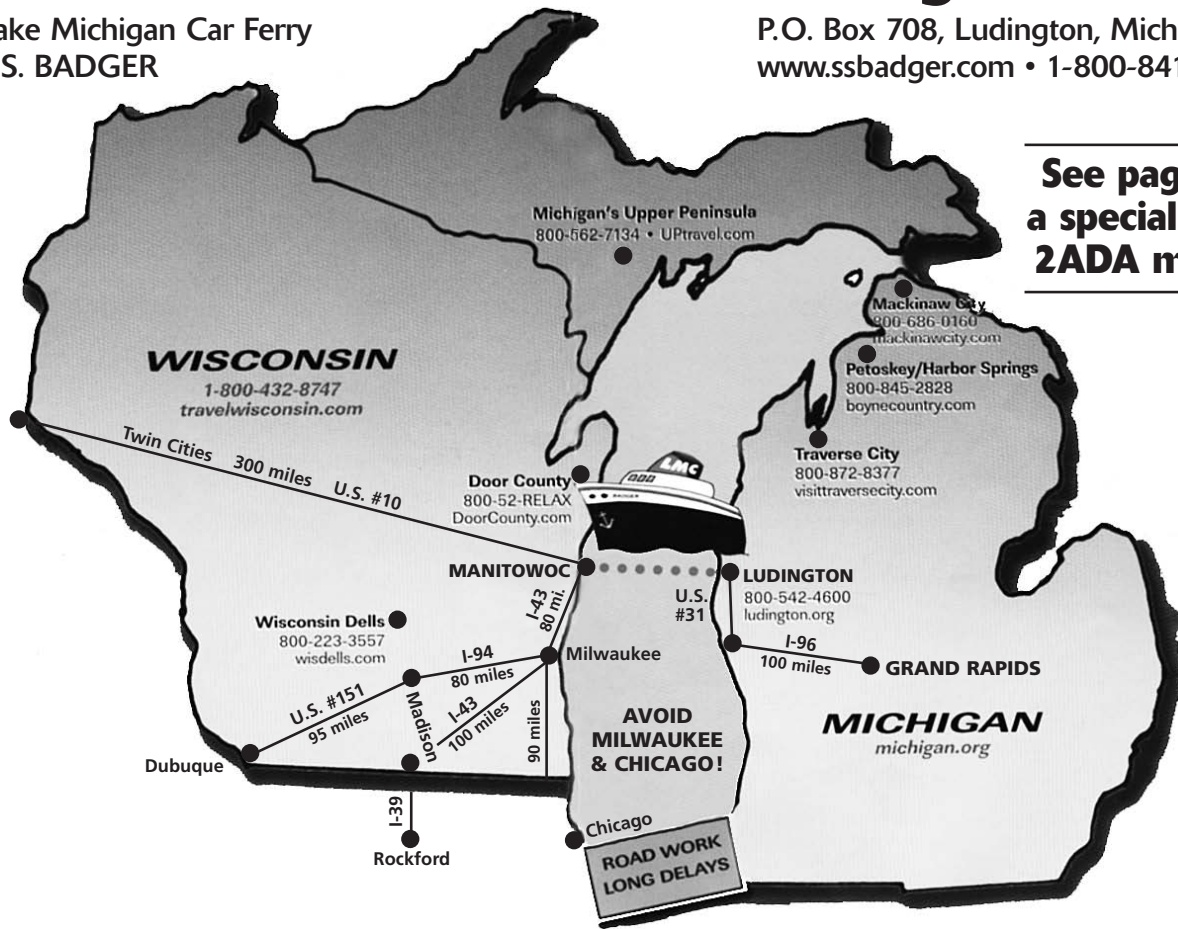 ake Michigan Car Ferry
S. BADGER
P.O. Box 708, Ludington, Mich
www.ssbadger.com • 1-800-841
See pag
a special
2ADA m
Michigan's Upper Peninsula
800-562-7134 • UPtravel.com
Mackinaw City
800-686-0160
mackinawcity.com
Petoskey/Harbor Springs
800-845-2828
boynecountry.com
WISCONSIN
1-800-432-8747
travelwisconsin.com
Traverse City
800-872-8377
visittraversecity.com
Twin Cities 300 miles U.S. #10
Door County
800-52-RELAX
DoorCounty.com
LMC
BADGER
MANITOWOC
LUDINGTON
800-542-4600
ludington.org
U.S.
#31
I-43
80 mi.
Wisconsin Dells
800-223-3557
wisdells.com
I-94
80 miles
Milwaukee
I-96
100 miles
GRAND RAPIDS
U.S. #151
95 miles
Madison
I-43
100 miles
90 miles
AVOID
MILWAUKEE
& CHICAGO!
MICHIGAN
michigan.org
Dubuque
I-39
Rockford
Chicago
ROAD WORK
LONG DELAYS